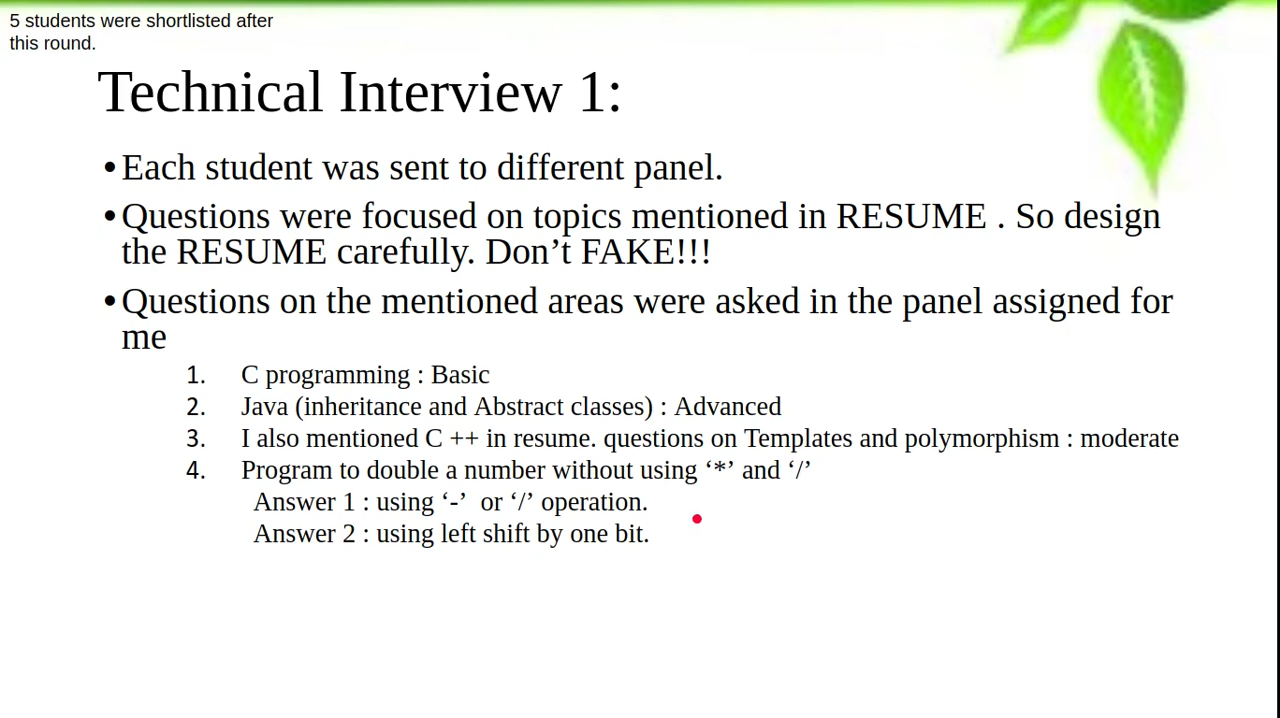 5 students were shortlisted after
this round.
Technical Interview 1:
•Each student was sent to different panel.
•Questions were focused on topics mentioned in RESUME . So design
the RESUME carefully. Don’t FAKE!!!
•Questions on the mentioned areas were asked in the panel assigned for
me
1. C programming : Basic
2. Java (inheritance and Abstract classes) : Advanced
3. I also mentioned C ++ in resume. questions on Templates and polymorphism : moderate
4. Program to double a number without using ‘*’ and ‘/’
Answer 1 : using ‘-’  or ‘/’ operation.
Answer 2 : using left shift by one bit.